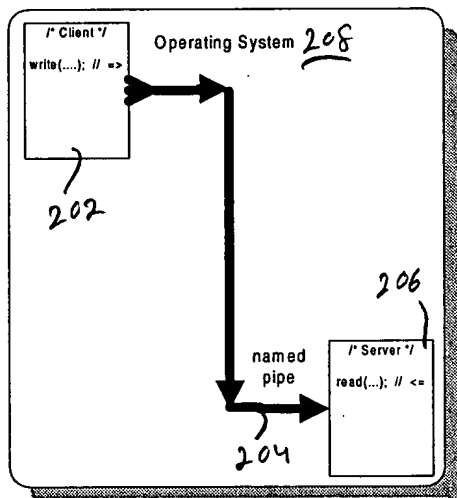 /* Client */
write(....); // =>
Operating System 208
202
206
/* Server */
read(...); // <=
named
pipe
204